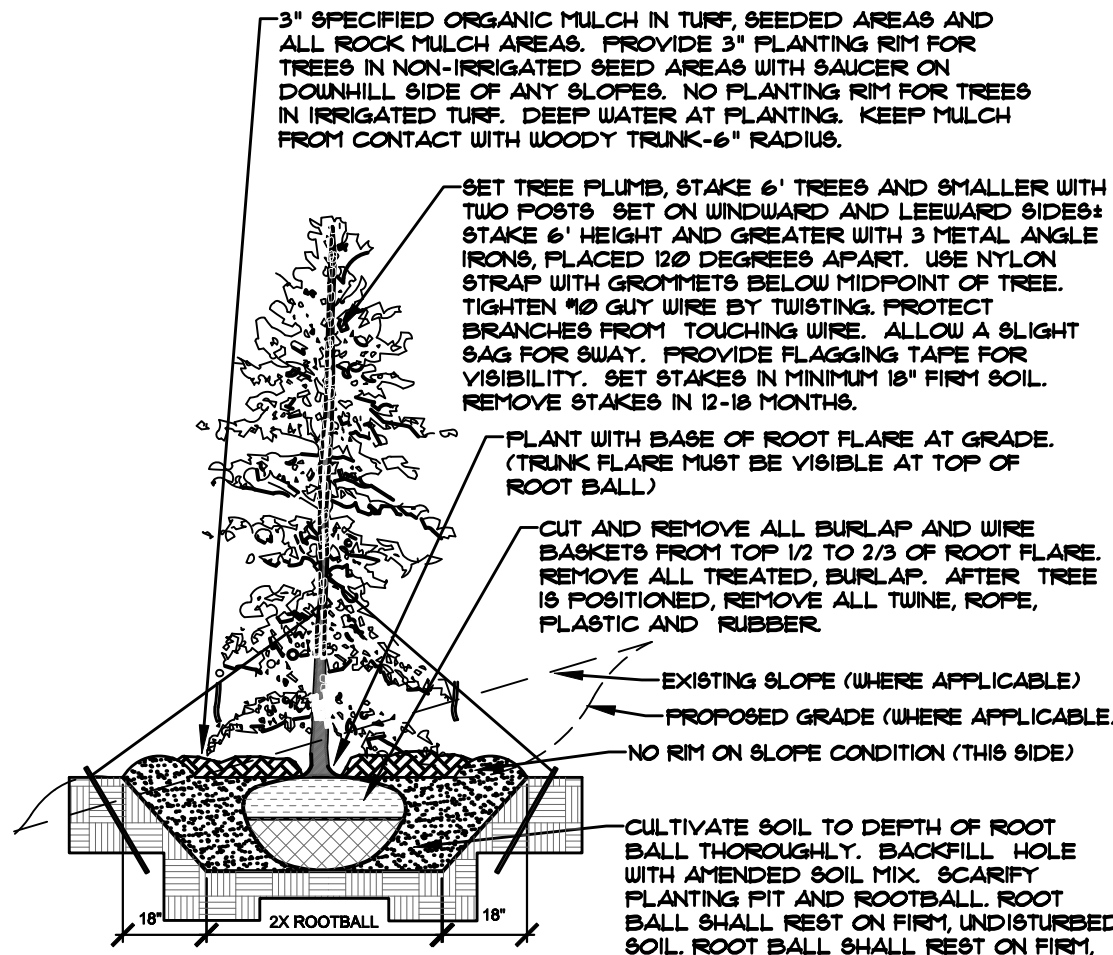 3" SPECIFIED ORGANIC MULCH IN TURF, SEEDED AREAS AND
ALL ROCK MULCH AREAS. PROVIDE 3" PLANTING RIM FOR
TREES IN NON-IRRIGATED SEED AREAS WITH SAUCER ON
DOWNHILL SIDE OF ANY SLOPES. NO PLANTING RIM FOR TREES
IN IRRIGATED TURF. DEEP WATER AT PLANTING. KEEP MULCH
FROM CONTACT WITH WOODY TRUNK-6" RADIUS.
SET TREE PLUMB, STAKE 6' TREES AND SMALLER WITH
TWO POSTS SET ON WINDWARD AND LEEWARD SIDES±
STAKE 6' HEIGHT AND GREATER WITH 3 METAL ANGLE
IRONS, PLACED 120 DEGREES APART. USE NYLON
STRAP WITH GROMMETS BELOW MIDPOINT OF TREE.
TIGHTEN #10 GUY WIRE BY TWISTING. PROTECT
BRANCHES FROM TOUCHING WIRE. ALLOW A SLIGHT
SAG FOR SWAY. PROVIDE FLAGGING TAPE FOR
VISIBILITY. SET STAKES IN MINIMUM 18" FIRM SOIL.
REMOVE STAKES IN 12-18 MONTHS.
PLANT WITH BASE OF ROOT FLARE AT GRADE.
(TRUNK FLARE MUST BE VISIBLE AT TOP OF
ROOT BALL)
CUT AND REMOVE ALL BURLAP AND WIRE
BASKETS FROM TOP 1/2 TO 2/3 OF ROOT FLARE.
REMOVE ALL TREATED, BURLAP. AFTER TREE
IS POSITIONED, REMOVE ALL TWINE, ROPE,
PLASTIC AND RUBBER
EXISTING SLOPE (WHERE APPLICABLE)
PROPOSED GRADE (WHERE APPLICABLE.
NO RIM ON SLOPE CONDITION (THIS SIDE)
CULTIVATE SOIL TO DEPTH OF ROOT
BALL THOROUGHLY. BACKFILL HOLE
WITH AMENDED SOIL MIX. SCARIFY
PLANTING PIT AND ROOTBALL. ROOT
BALL SHALL REST ON FIRM, UNDISTURBED
SOIL. ROOT BALL SHALL REST ON FIRM,
18" 2X ROOTBALL 18"